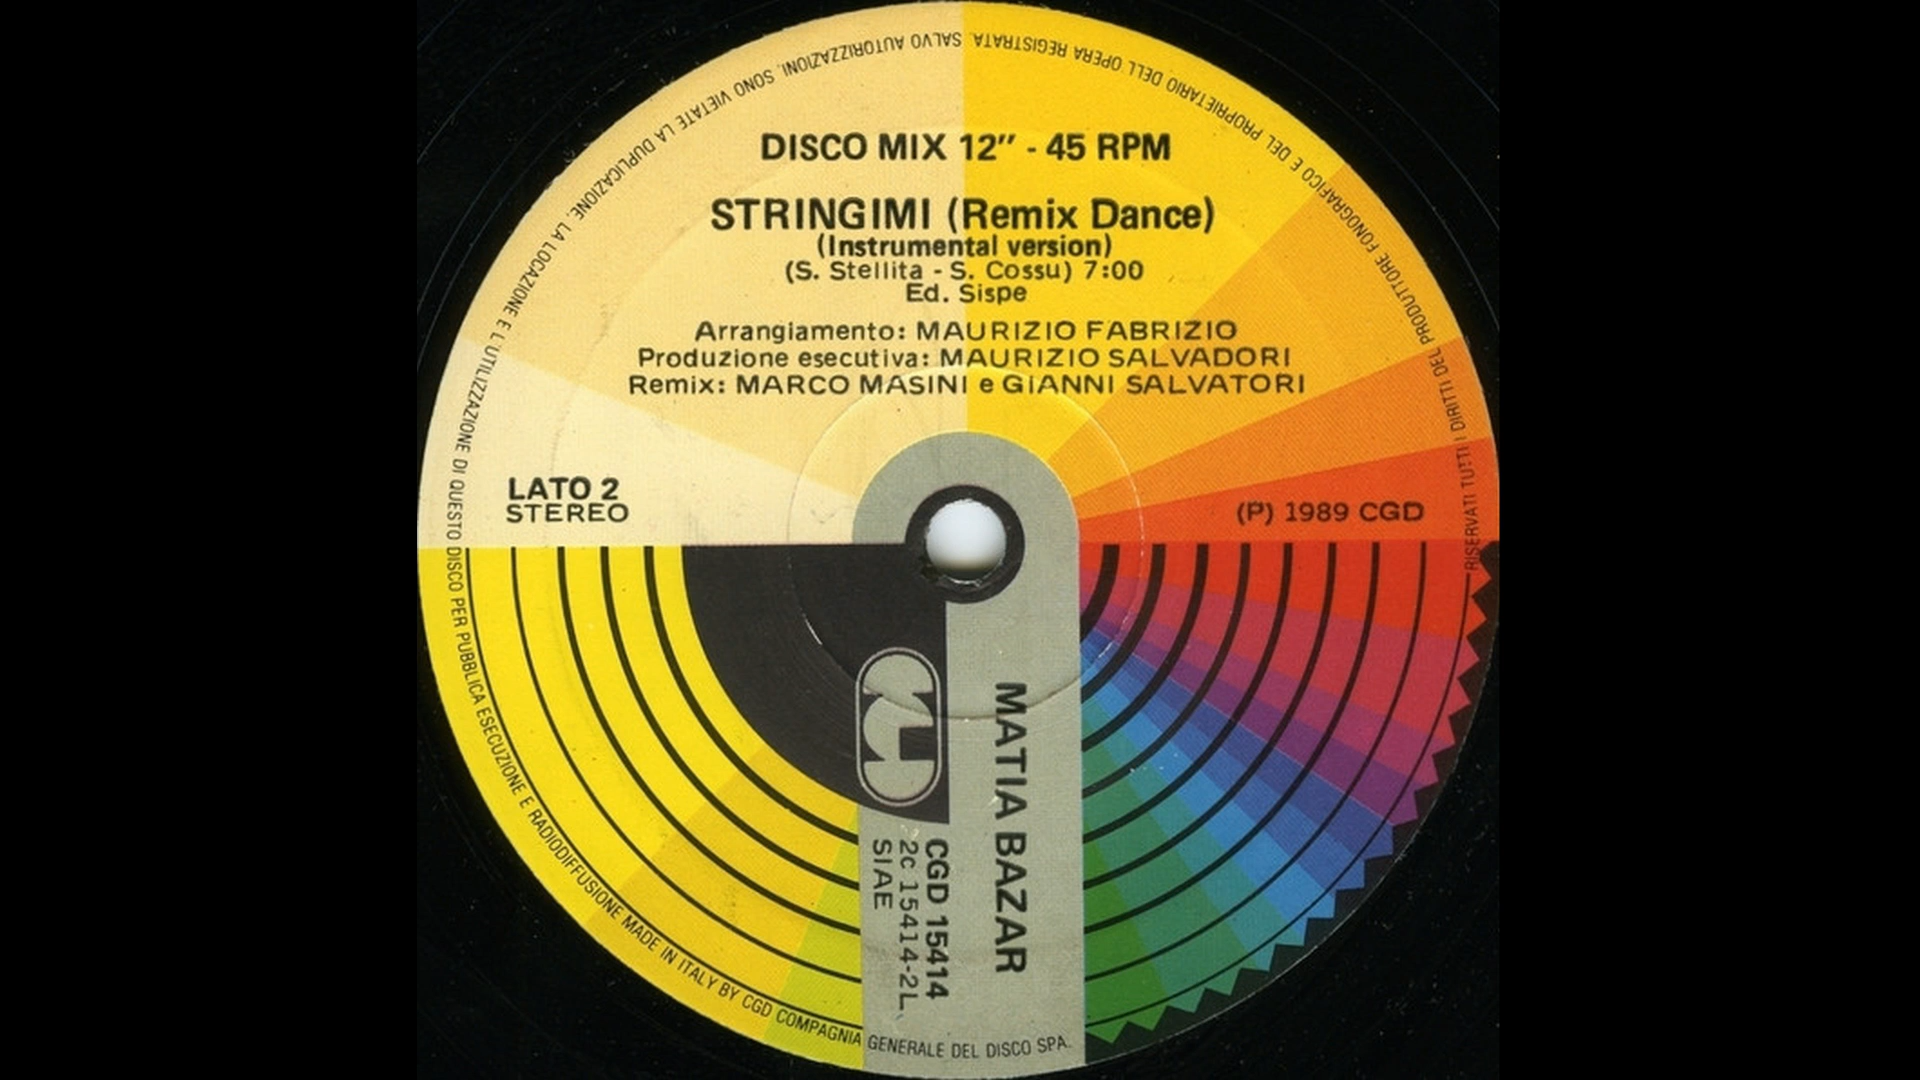 DISCO MIX 12" - 45 RPM
STRINGIMI (Remix Dance)
(Instrumental version)
(S. Stellita - S. Cossu) 7:00
Ed. Sispe
Arrangiamento: MAURIZIO FABRIZIO
Produzione esecutiva: MAURIZIO SALVADORI
Remix: MARCO MASINI e GIANNI SALVATORI
LATO 2
STEREO
(P) 1989 CGD
MATIA BAZAR
CGD 15414
2c 15414-2L
SIAE
RISERVATI TUTTI I DIRITTI DEL PRODUTTORE FONOGRAFICO E DEL PROPRIETARIO DELL'OPERA REGISTRATA. SALVO AUTORIZZAZIONI, SONO VIETATE LA DUPLICAZIONE, LA LOCAZIONE E L'UTILIZZAZIONE DI QUESTO DISCO PER PUBBLICA ESECUZIONE E RADIODIFFUSIONE MADE IN ITALY BY CGD COMPAGNIA GENERALE DEL DISCO SPA.